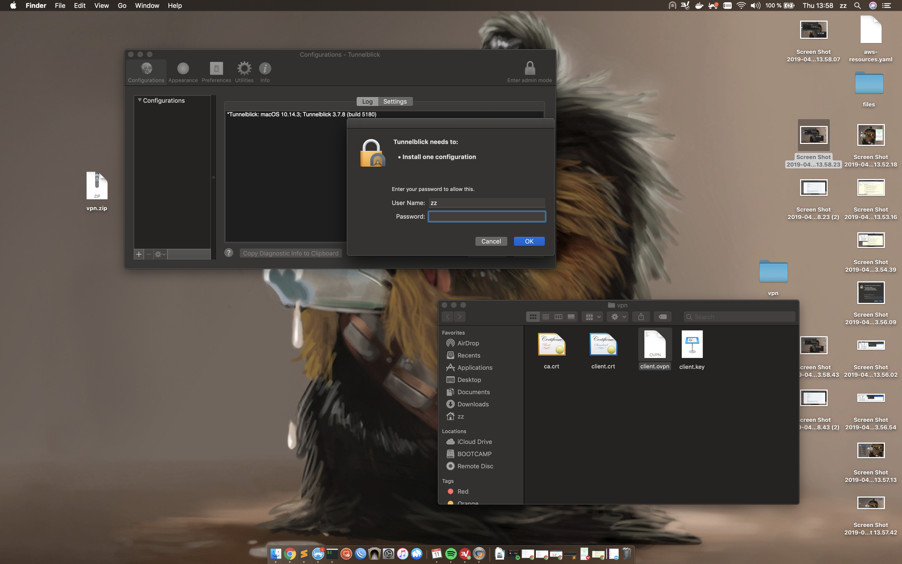 Finder File Edit View Go Window Help
100 % Thu 13:58 zz
Configurations - Tunnelblick
Configurations Appearance Preferences Utilities Info
Enter admin mode
Configurations
Log Settings
*Tunnelblick: macOS 10.14.3; Tunnelblick 3.7.8 (build 5180)
Tunnelblick needs to:
• Install one configuration
Enter your password to allow this.
User Name: zz
Password:
Cancel OK
? Copy Diagnostic Info to Clipboard
ZIP
vpn.zip
vpn
Search
Favorites
AirDrop
Recents
Applications
Desktop
Documents
Downloads
zz
Locations
iCloud Drive
BOOTCAMP
Remote Disc
Tags
Red
Orange
ca.crt
client.crt
client.ovpn
client.key
Screen Shot
2019-04...13.58.07
aws-
resources.yaml
files
Screen Shot
2019-04...13.58.23
Screen Shot
2019-04...13.52.18
Screen Shot
2019-04...8.23 (2)
Screen Shot
2019-04...13.53.16
Screen Shot
2019-04...3.54.39
vpn
Screen Shot
2019-04...3.56.09
Screen Shot
2019-04...3.58.43
Screen Shot
2019-04...13.56.02
Screen Shot
2019-04...8.43 (2)
Screen Shot
2019-04...3.56.54
Screen Shot
2019-04...13.57.13
Screen Shot
2019-04...13.57.42